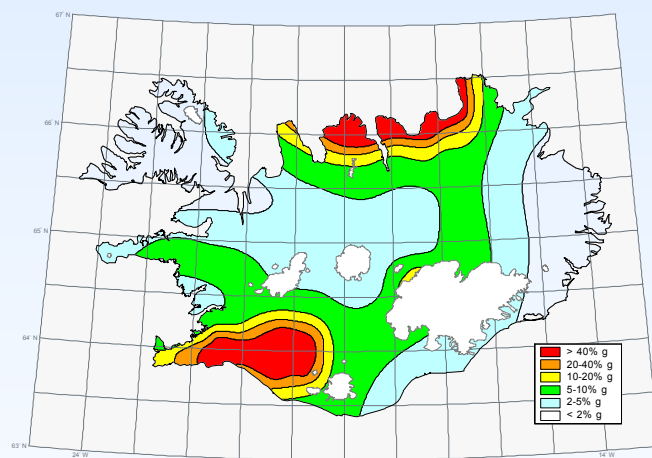 67° N
66° N
65° N
64° N
63° N
24° W
14° W
> 40% g
20-40% g
10-20% g
5-10% g
2-5% g
< 2% g